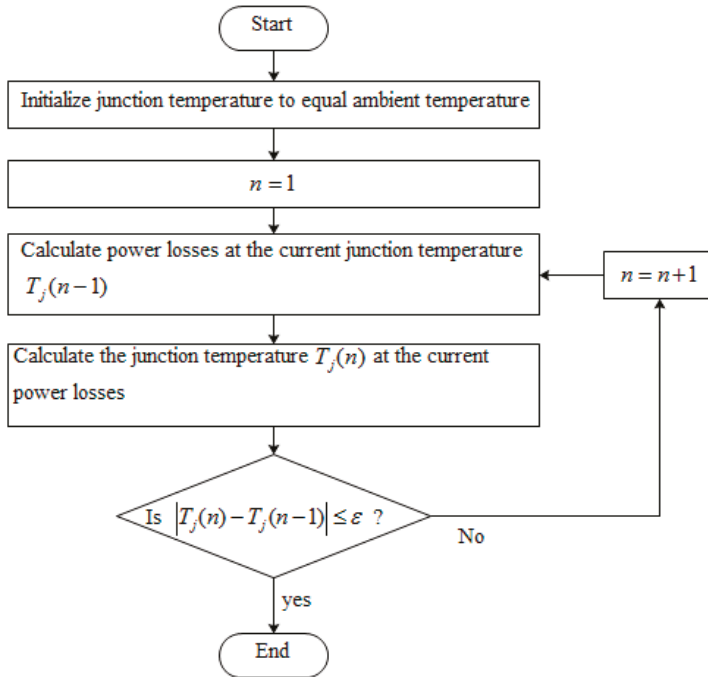 Start
Initialize junction temperature to equal ambient temperature
n = 1
Calculate power losses at the current junction temperature
T_j(n−1)
n = n+1
Calculate the junction temperature T_j(n) at the current
power losses
Is |T_j(n) − T_j(n−1)| ≤ ε ?
No
yes
End